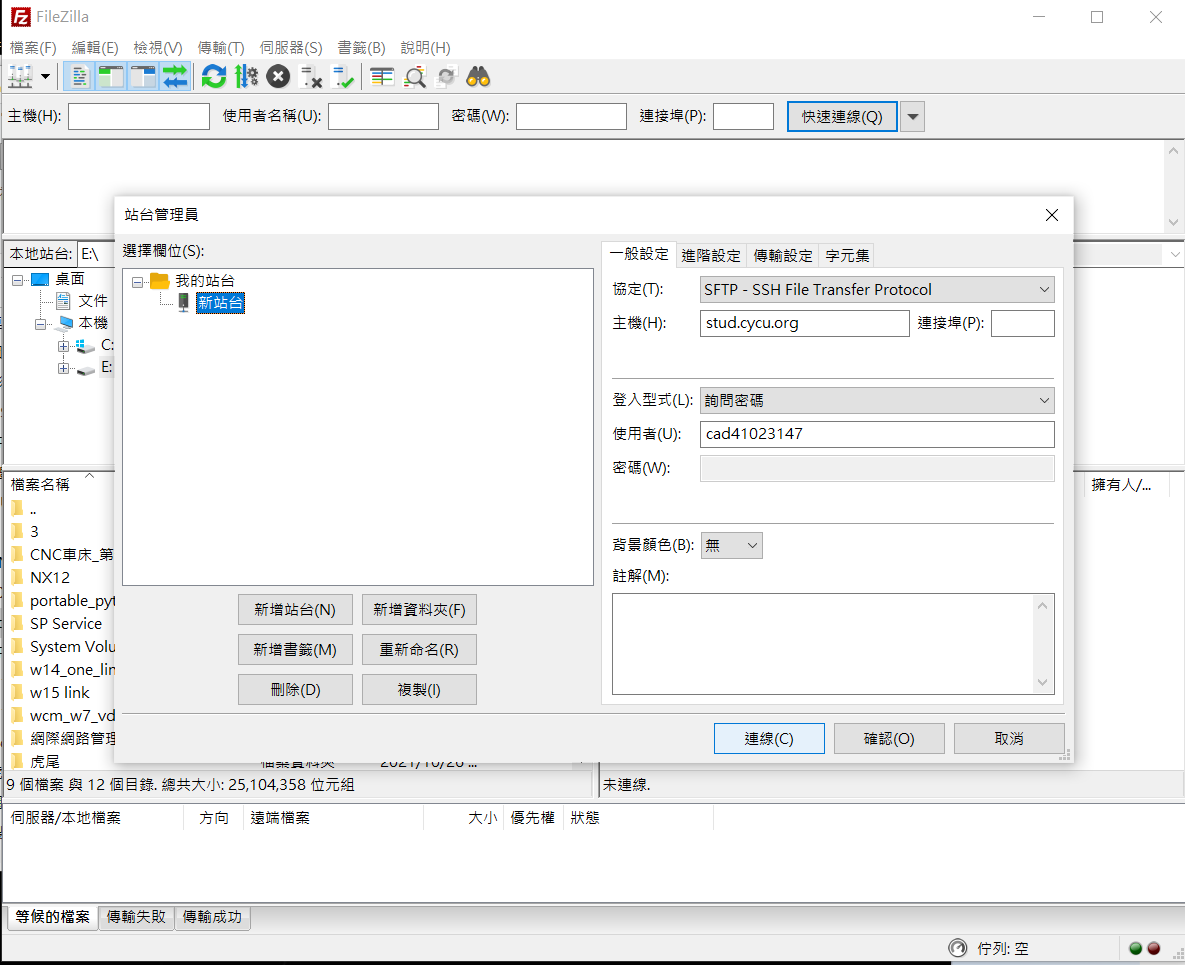 FileZilla
檔案(F) 編輯(E) 檢視(V) 傳輸(T) 伺服器(S) 書籤(B) 說明(H)
主機(H): 使用者名稱(U): 密碼(W): 連接埠(P): 快速連線(Q)
站台管理員
本地站台: E:\
桌面
文件
本機
C:
E:
選擇欄位(S):
我的站台
新站台
新增站台(N) 新增資料夾(F)
新增書籤(M) 重新命名(R)
刪除(D) 複製(I)
一般設定 進階設定 傳輸設定 字元集
協定(T): SFTP - SSH File Transfer Protocol
主機(H): stud.cycu.org 連接埠(P):
登入型式(L): 詢問密碼
使用者(U): cad41023147
密碼(W):
背景顏色(B): 無
註解(M):
連線(C) 確認(O) 取消
檔案名稱
..
3
CNC車床_第
NX12
portable_pyt
SP Service
System Volu
w14_one_lin
w15 link
wcm_w7_vd
網際網路管理
虎尾 檔案資料夾 2021/10/26 ...
擁有人/...
9 個檔案 與 12 個目錄. 總共大小: 25,104,358 位元組
未連線.
伺服器/本地檔案 方向 遠端檔案 大小 優先權 狀態
等候的檔案 傳輸失敗 傳輸成功
佇列: 空